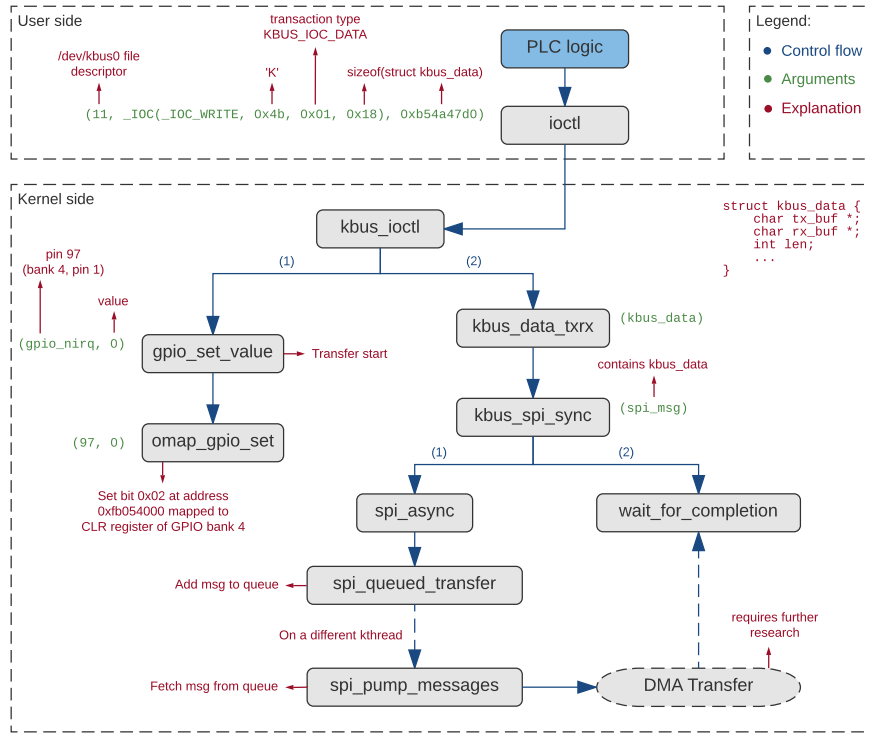 User side
transaction type
KBUS_IOC_DATA
/dev/kbus0 file
descriptor
'K'
sizeof(struct kbus_data)
(11, _IOC(_IOC_WRITE, 0x4b, 0x01, 0x18), 0xb54a47d0)
PLC logic
ioctl
Legend:
Control flow
Arguments
Explanation
Kernel side
kbus_ioctl
struct kbus_data {
char tx_buf *;
char rx_buf *;
int len;
...
}
(1)
(2)
pin 97
(bank 4, pin 1)
value
(gpio_nirq, 0)
gpio_set_value
Transfer start
kbus_data_txrx
(kbus_data)
contains kbus_data
kbus_spi_sync
(spi_msg)
(97, 0)
omap_gpio_set
Set bit 0x02 at address
0xfb054000 mapped to
CLR register of GPIO bank 4
(1)
(2)
spi_async
wait_for_completion
Add msg to queue
spi_queued_transfer
On a different kthread
requires further
research
Fetch msg from queue
spi_pump_messages
DMA Transfer